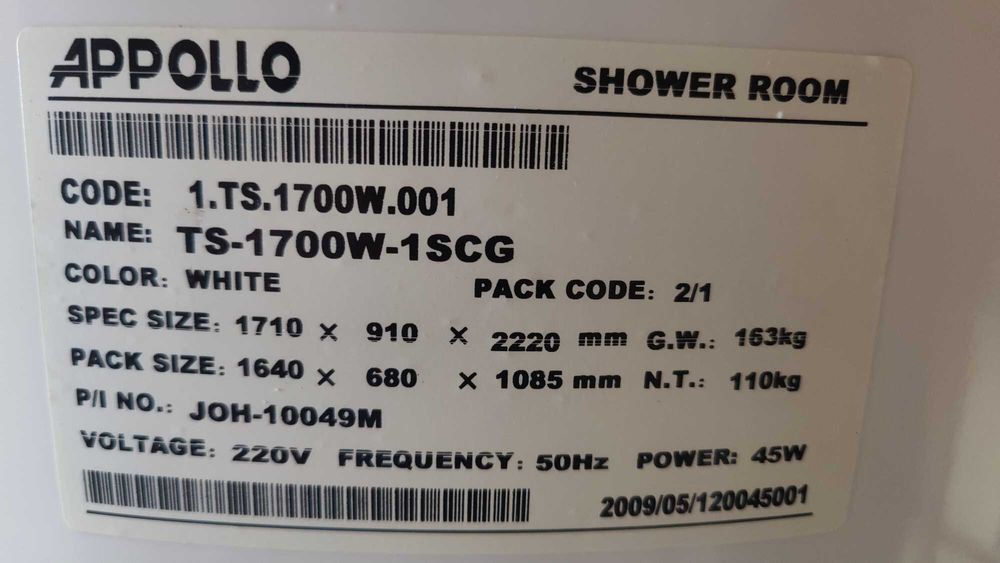 APPOLLO SHOWER ROOM
CODE: 1.TS.1700W.001
NAME: TS-1700W-1SCG
COLOR: WHITE PACK CODE: 2/1
SPEC SIZE: 1710 × 910 × 2220 mm G.W.: 163kg
PACK SIZE: 1640 × 680 × 1085 mm N.T.: 110kg
P/I NO.: JOH-10049M
VOLTAGE: 220V FREQUENCY: 50Hz POWER: 45W
2009/05/120045001